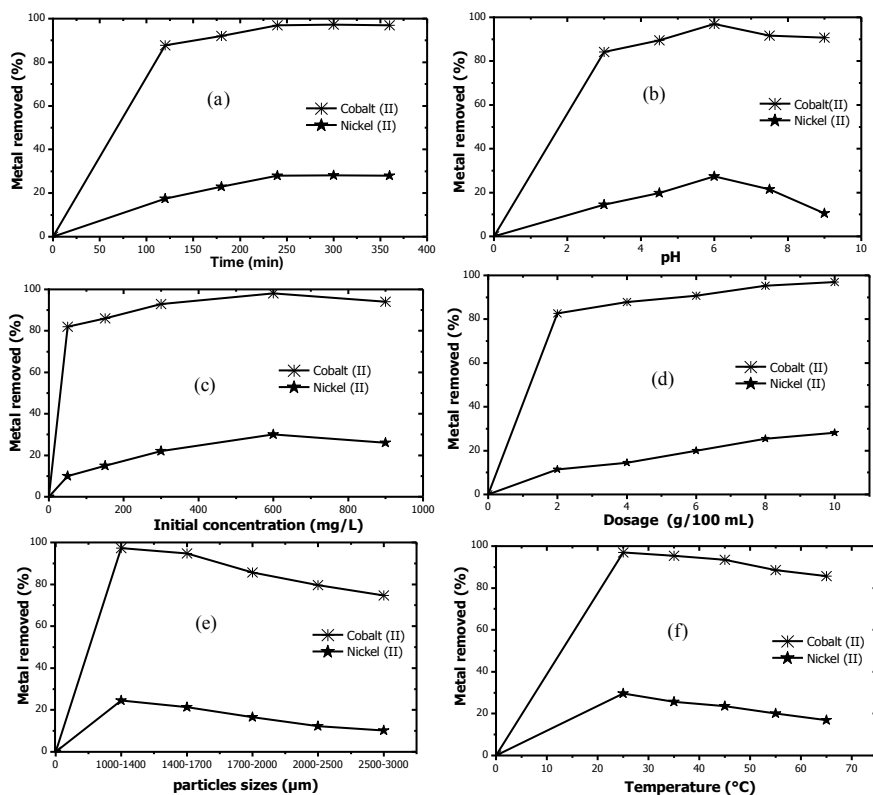 Metal removed (%)
100
80
60
40
20
0
(a)
Cobalt (II)
Nickel (II)
0 50 100 150 200 250 300 350 400
Time (min)
Metal removed (%)
100
80
60
40
20
0
(b)
Cobalt(II)
Nickel (II)
0 2 4 6 8 10
pH
Metal removed (%)
100
80
60
40
20
0
(c)
Cobalt (II)
Nickel (II)
0 200 400 600 800 1000
Initial concentration (mg/L)
Metal removed (%)
100
80
60
40
20
0
(d)
Cobalt (II)
Nickel (II)
0 2 4 6 8 10
Dosage (g/100 mL)
Metal removed (%)
100
80
60
40
20
0
(e)
Cobalt (II)
Nickel (II)
0 1000-1400 1400-1700 1700-2000 2000-2500 2500-3000
particles sizes (µm)
Metal removed (%)
100
80
60
40
20
0
(f)
Cobalt (II)
Nickel (II)
0 10 20 30 40 50 60 70
Temperature (°C)